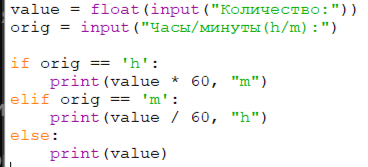 value = float(input("Количество:"))
orig = input("Часы/минуты(h/m):")

if orig == 'h':
    print(value * 60, "m")
elif orig == 'm':
    print(value / 60, "h")
else:
    print(value)